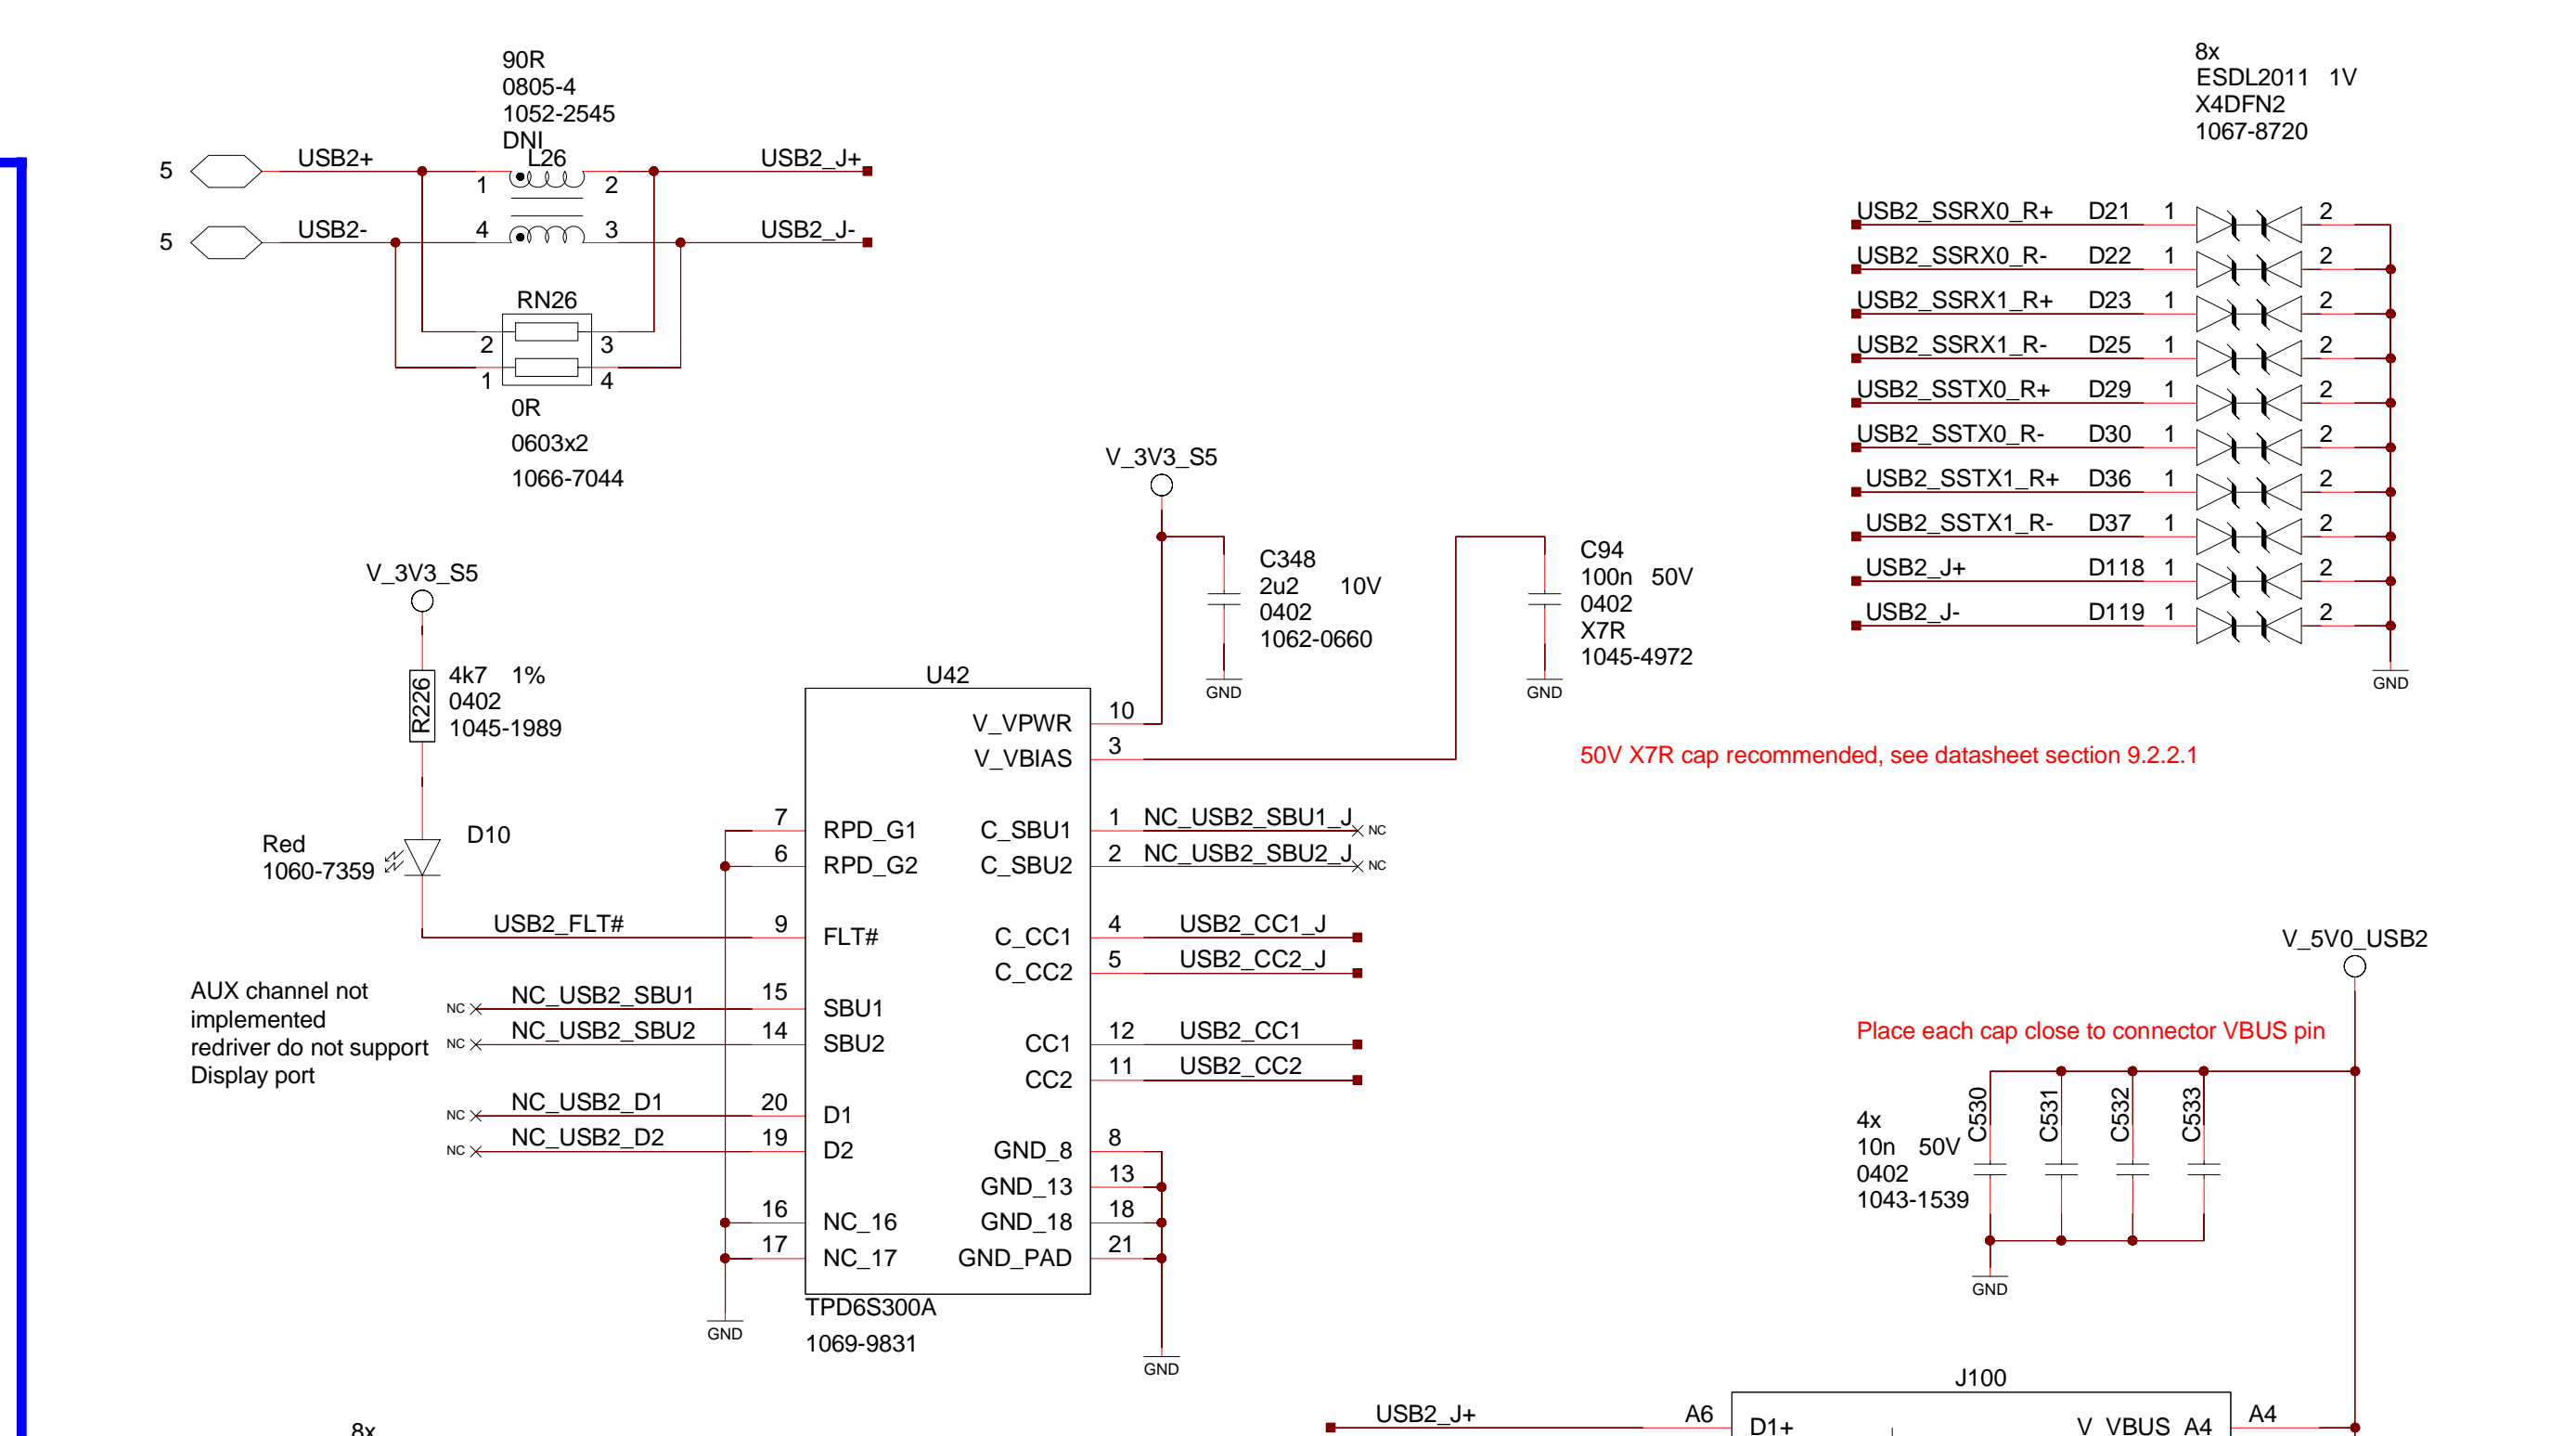 90R
0805-4
1052-2545
DNI
L26
5 USB2+ 1 2 USB2_J+
5 USB2- 4 3 USB2_J-
RN26
2 3
1 4
0R
0603x2
1066-7044
8x
ESDL2011 1V
X4DFN2
1067-8720
USB2_SSRX0_R+ D21 1 2
USB2_SSRX0_R- D22 1 2
USB2_SSRX1_R+ D23 1 2
USB2_SSRX1_R- D25 1 2
USB2_SSTX0_R+ D29 1 2
USB2_SSTX0_R- D30 1 2
USB2_SSTX1_R+ D36 1 2
USB2_SSTX1_R- D37 1 2
USB2_J+ D118 1 2
USB2_J- D119 1 2
GND
V_3V3_S5
C348
2u2 10V
0402
1062-0660
GND
C94
100n 50V
0402
X7R
1045-4972
GND
50V X7R cap recommended, see datasheet section 9.2.2.1
V_3V3_S5
R226
4k7 1%
0402
1045-1989
Red
1060-7359
D10
USB2_FLT#
AUX channel not
implemented
redriver do not support
Display port
U42
V_VPWR 10
V_VBIAS 3
7 RPD_G1 C_SBU1 1 NC_USB2_SBU1_J NC
6 RPD_G2 C_SBU2 2 NC_USB2_SBU2_J NC
9 FLT# C_CC1 4 USB2_CC1_J
C_CC2 5 USB2_CC2_J
NC NC_USB2_SBU1 15 SBU1
NC NC_USB2_SBU2 14 SBU2 CC1 12 USB2_CC1
CC2 11 USB2_CC2
NC NC_USB2_D1 20 D1
NC NC_USB2_D2 19 D2 GND_8 8
GND_13 13
16 NC_16 GND_18 18
17 NC_17 GND_PAD 21
TPD6S300A
1069-9831
GND
GND
V_5V0_USB2
Place each cap close to connector VBUS pin
C530 C531 C532 C533
4x
10n 50V
0402
1043-1539
GND
J100
USB2_J+ A6 D1+ V_VBUS_A4 A4
8x